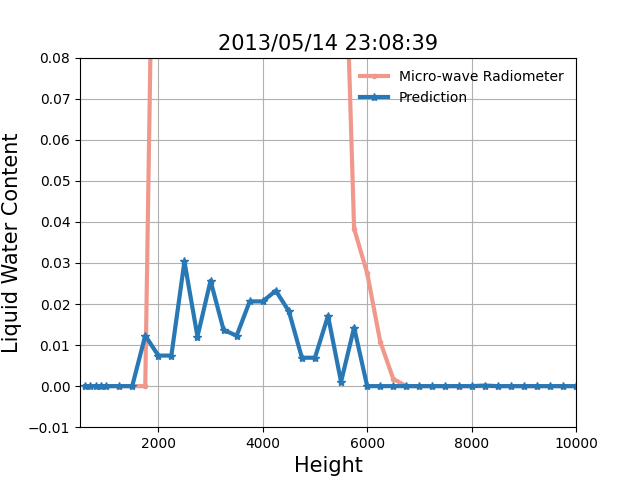 2013/05/14 23:08:39
Micro-wave Radiometer
Prediction
Liquid Water Content
0.08
0.07
0.06
0.05
0.04
0.03
0.02
0.01
0.00
−0.01
2000 4000 6000 8000 10000
Height